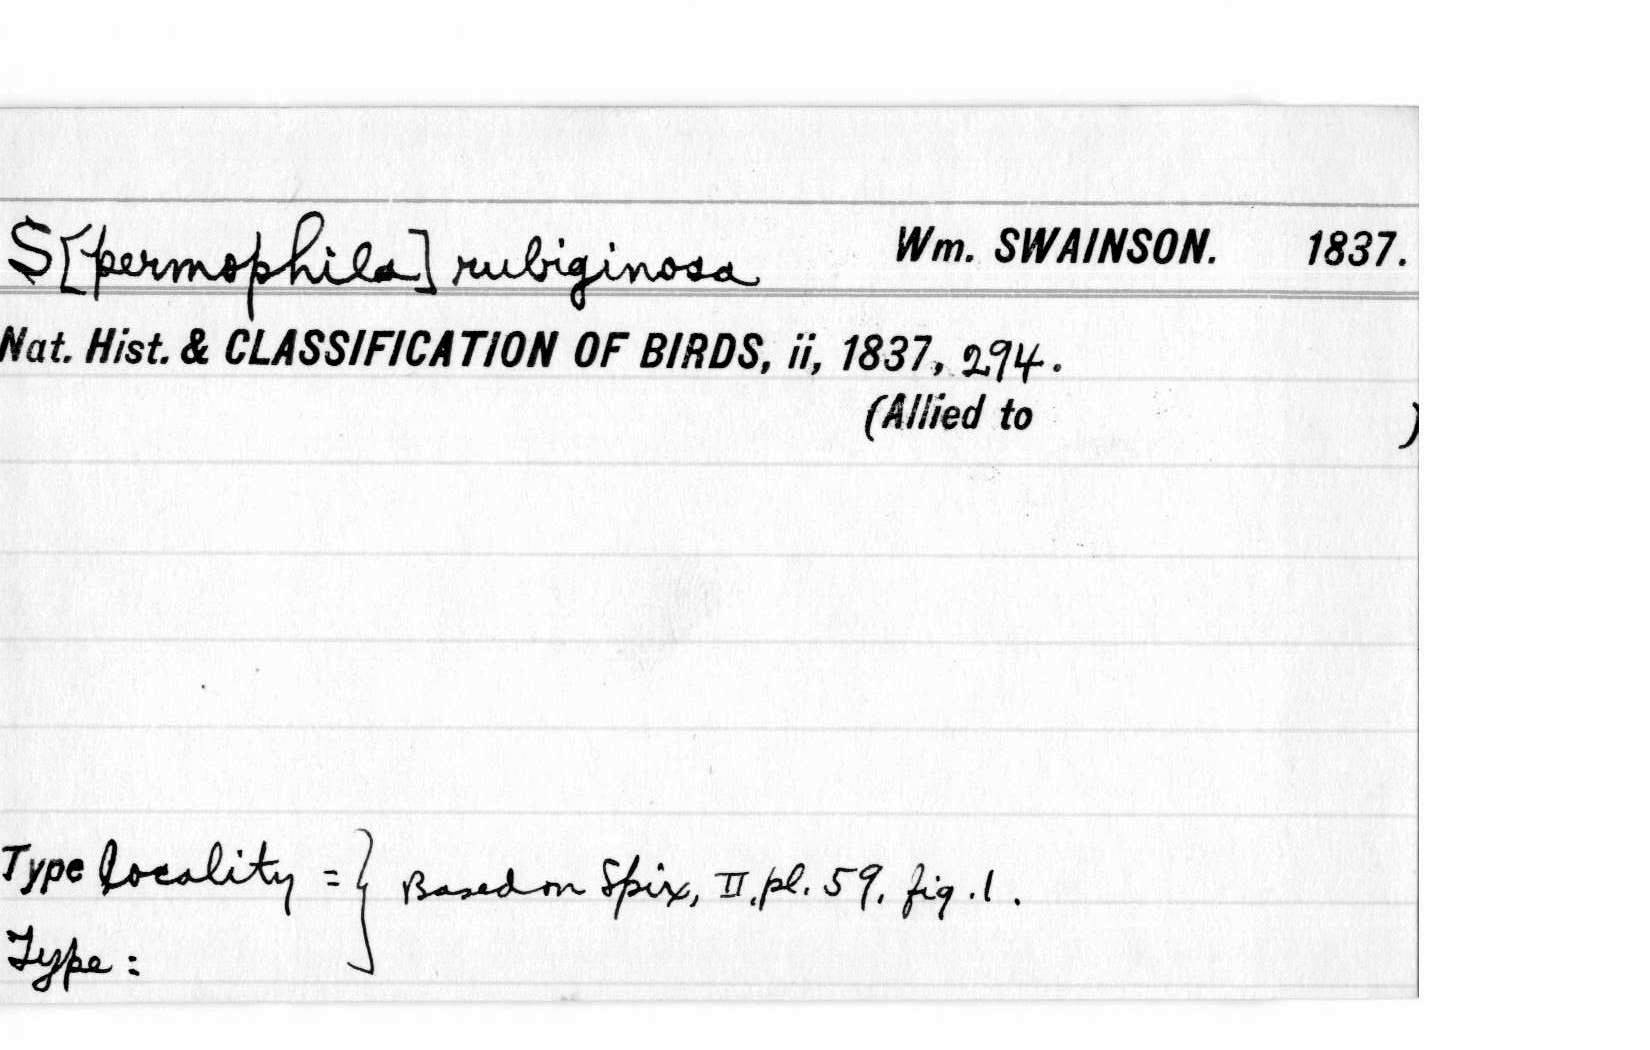 S[permophila] rubiginosa Wm. SWAINSON. 1837.
Nat. Hist. & CLASSIFICATION OF BIRDS, ii, 1837, 294.
(Allied to )
Type locality = } Based on Spix, II, pl. 59, fig. 1.
Type :